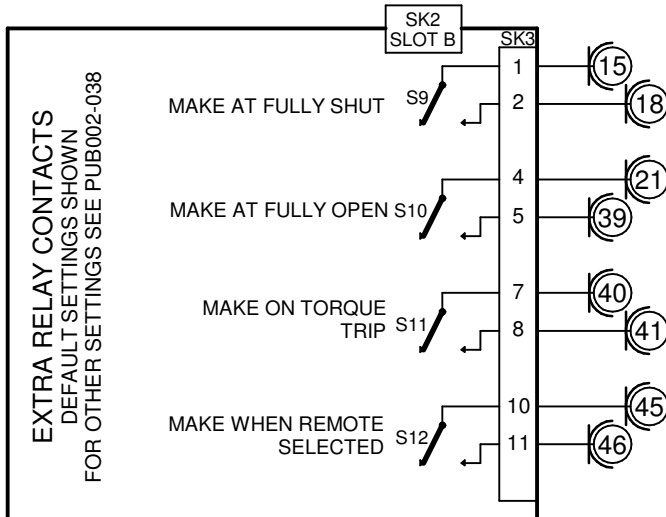 SK2
SLOT B
SK3
EXTRA RELAY CONTACTS
DEFAULT SETTINGS SHOWN
FOR OTHER SETTINGS SEE PUB002-038
MAKE AT FULLY SHUT
S9
1
15
2
18
MAKE AT FULLY OPEN
S10
4
21
5
39
MAKE ON TORQUE
TRIP
S11
7
40
8
41
MAKE WHEN REMOTE
SELECTED
S12
10
45
11
46